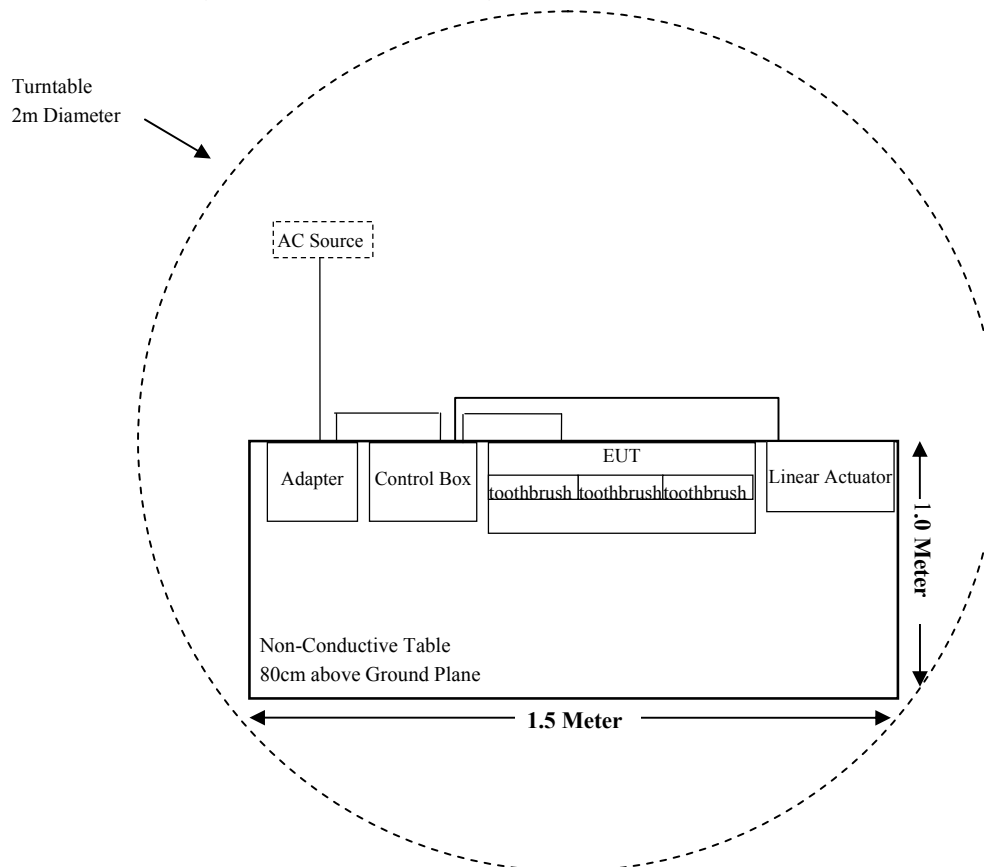 Turntable
2m Diameter
AC Source
Adapter
Control Box
EUT
toothbrush toothbrush toothbrush
Linear Actuator
1.0 Meter
Non-Conductive Table
80cm above Ground Plane
1.5 Meter